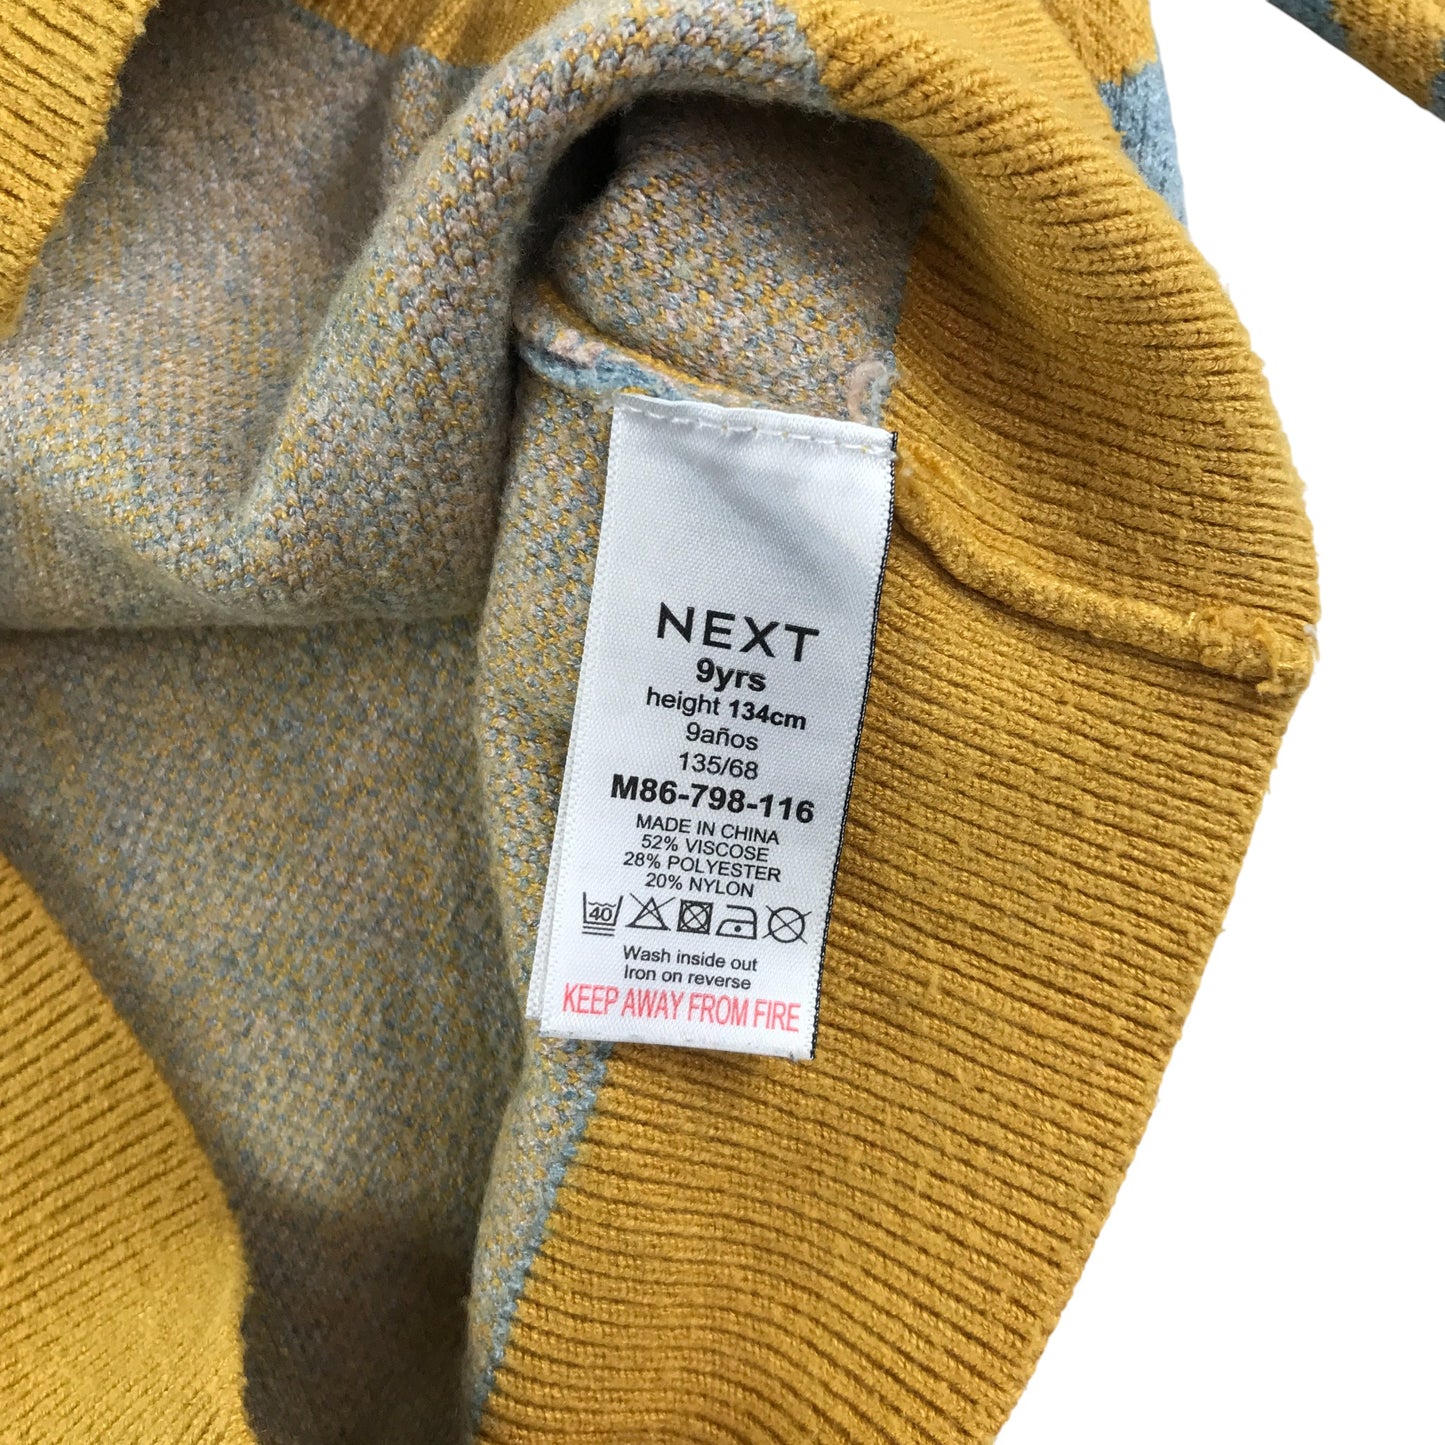 NEXT
9yrs
height 134cm
9años
135/68
M86-798-116
MADE IN CHINA
52% VISCOSE
28% POLYESTER
20% NYLON
40
Wash inside out
Iron on reverse
KEEP AWAY FROM FIRE